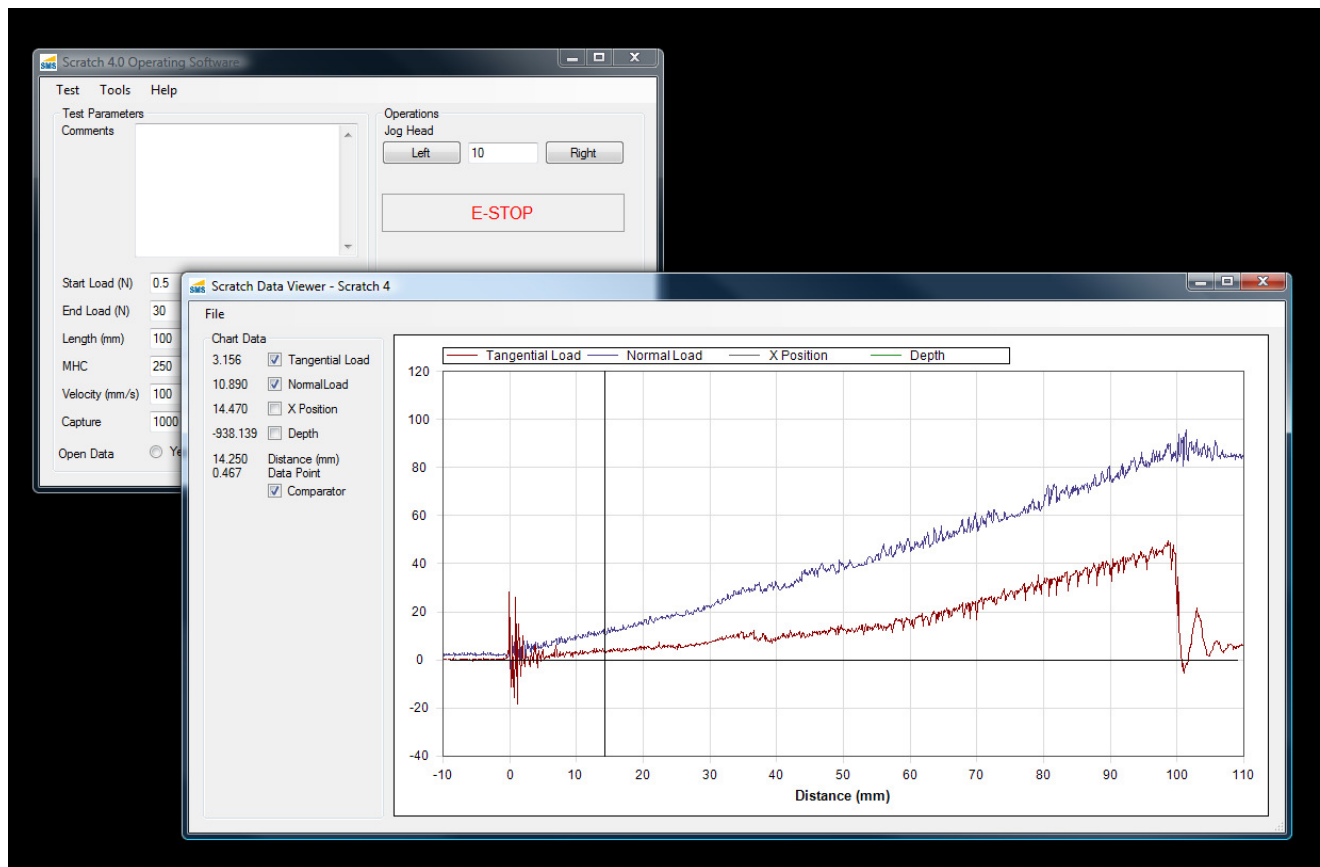 SMS Scratch 4.0 Operating Software
Test Tools Help
Test Parameters
Comments
Operations
Jog Head
Left 10 Right
E-STOP
Start Load (N) 0.5
End Load (N) 30
Length (mm) 100
MHC 250
Velocity (mm/s) 100
Capture 1000
Open Data Ye
SMS Scratch Data Viewer - Scratch 4
File
Chart Data
3.156 Tangential Load
10.890 NormalLoad
14.470 X Position
-938.139 Depth
14.250 Distance (mm)
0.467 Data Point
Comparator
Tangential Load Normal Load X Position Depth
120
100
80
60
40
20
0
-20
-40
-10 0 10 20 30 40 50 60 70 80 90 100 110
Distance (mm)